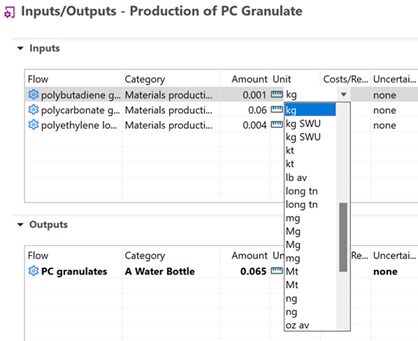 Inputs/Outputs - Production of PC Granulate
Inputs
Flow Category Amount Unit Costs/Re... Uncertai...
polybutadiene g... Materials producti... 0.001 kg none
polycarbonate g... Materials producti... 0.06 none
polyethylene lo... Materials producti... 0.004 none
kg
kg SWU
kg SWU
kt
kt
lb av
long tn
long tn
mg
Mg
Mg
mg
Mt
Mt
ng
ng
oz av
Outputs
Flow Category Amount Un Re... Uncertai...
PC granulates A Water Bottle 0.065 none